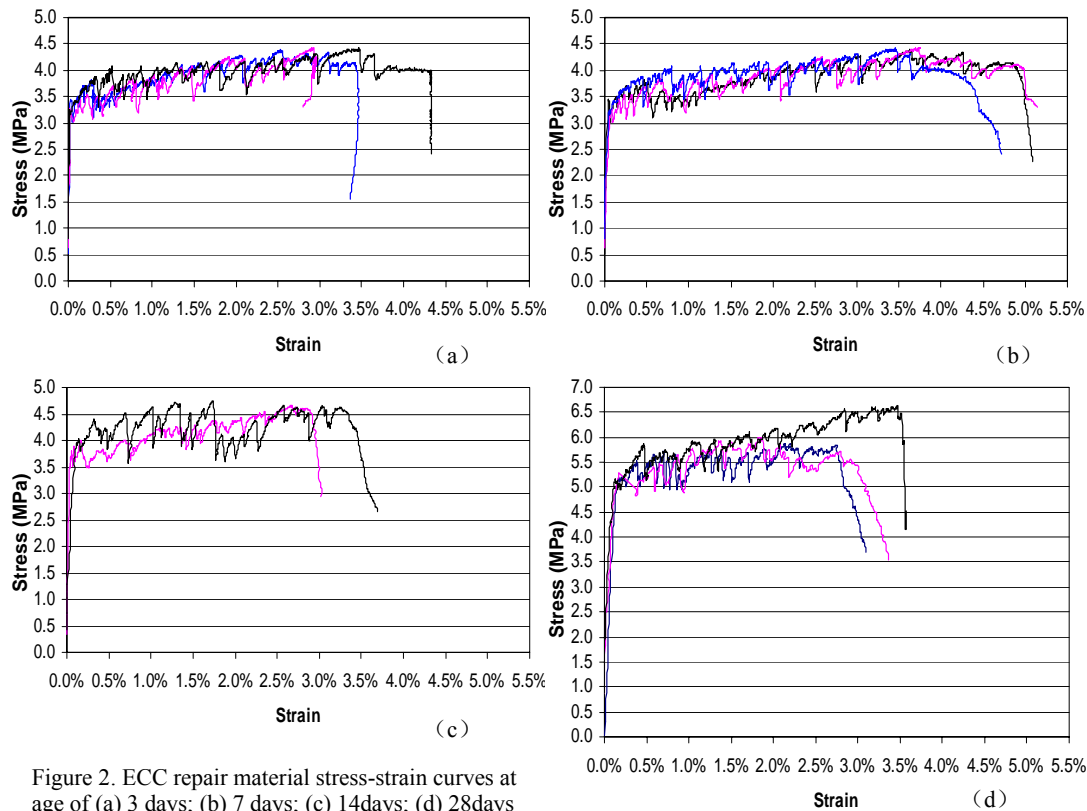 5.0
4.5
4.0
3.5
3.0
2.5
2.0
1.5
1.0
0.5
0.0
Stress (MPa)
0.0% 0.5% 1.0% 1.5% 2.0% 2.5% 3.0% 3.5% 4.0% 4.5% 5.0% 5.5%
Strain
(a)
5.0
4.5
4.0
3.5
3.0
2.5
2.0
1.5
1.0
0.5
0.0
Stress (MPa)
0.0% 0.5% 1.0% 1.5% 2.0% 2.5% 3.0% 3.5% 4.0% 4.5% 5.0% 5.5%
Strain
(b)
5.0
4.5
4.0
3.5
3.0
2.5
2.0
1.5
1.0
0.5
0.0
Stress (MPa)
0.0% 0.5% 1.0% 1.5% 2.0% 2.5% 3.0% 3.5% 4.0% 4.5% 5.0% 5.5%
Strain
(c)
7.0
6.5
6.0
5.5
5.0
4.5
4.0
3.5
3.0
2.5
2.0
1.5
1.0
0.5
0.0
Stress (MPa)
0.0% 0.5% 1.0% 1.5% 2.0% 2.5% 3.0% 3.5% 4.0% 4.5% 5.0% 5.5%
Strain
(d)
Figure 2. ECC repair material stress-strain curves at
age of (a) 3 days; (b) 7 days; (c) 14days; (d) 28days